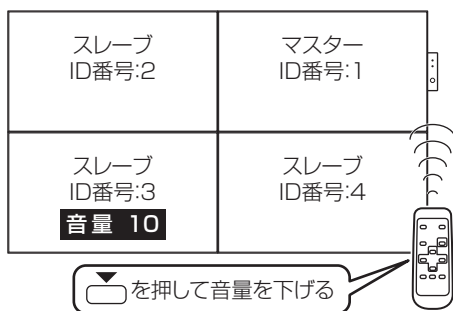 スレーブ
ID番号:2
マスター
ID番号:1
スレーブ
ID番号:3
音量 10
スレーブ
ID番号:4
を押して音量を下げる